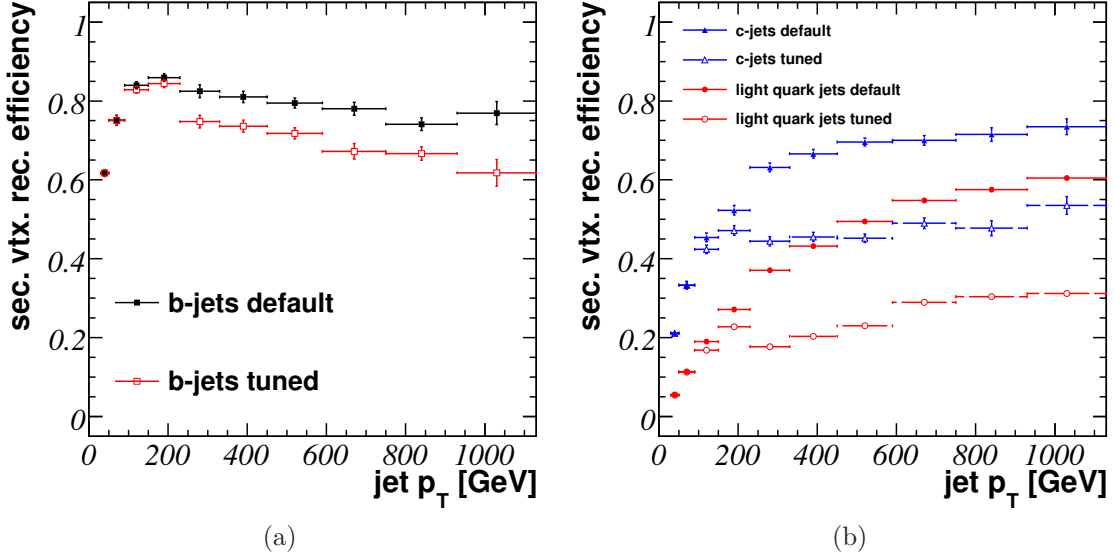 sec. vtx. rec. efficiency
1
0.8
0.6
0.4
0.2
0
b-jets default
b-jets tuned
0 200 400 600 800 1000
jet p_T [GeV]
(a)
sec. vtx. rec. efficiency
1
0.8
0.6
0.4
0.2
0
c-jets default
c-jets tuned
light quark jets default
light quark jets tuned
0 200 400 600 800 1000
jet p_T [GeV]
(b)